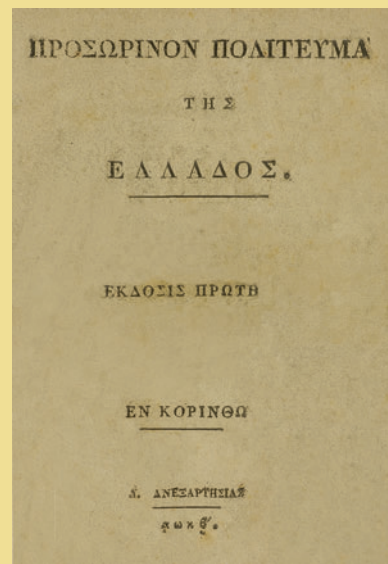 ΠΡΟΣΩΡΙΝΟΝ ΠΟΛΙΤΕΥΜΑ
ΤΗΣ
ΕΛΛΑΔΟΣ.
ΕΚΔΟΣΙΣ ΠΡΩΤΗ
ΕΝ ΚΟΡΙΝΘΩ
Α. ΑΝΕΞΑΡΤΗΣΙΑΣ
αωκβ'.